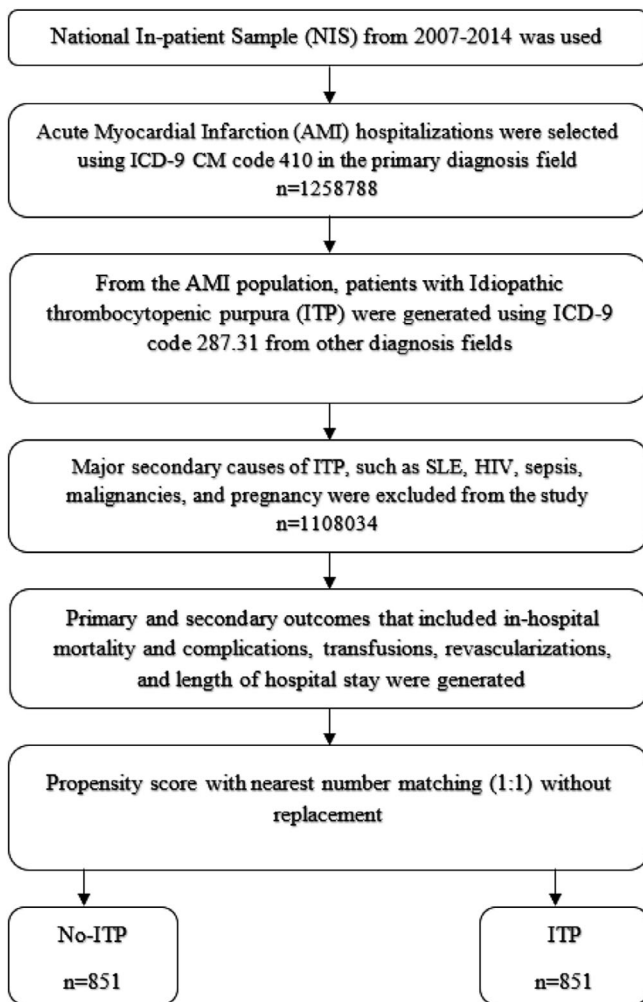 National In-patient Sample (NIS) from 2007-2014 was used
Acute Myocardial Infarction (AMI) hospitalizations were selected
using ICD-9 CM code 410 in the primary diagnosis field
n=1258788
From the AMI population, patients with Idiopathic
thrombocytopenic purpura (ITP) were generated using ICD-9
code 287.31 from other diagnosis fields
Major secondary causes of ITP, such as SLE, HIV, sepsis,
malignancies, and pregnancy were excluded from the study
n=1108034
Primary and secondary outcomes that included in-hospital
mortality and complications, transfusions, revascularizations,
and length of hospital stay were generated
Propensity score with nearest number matching (1:1) without
replacement
No-ITP
n=851
ITP
n=851